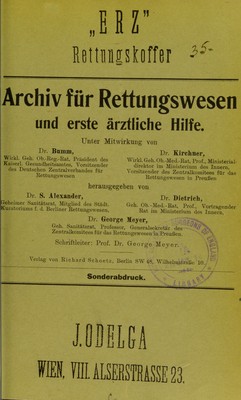 „ERZ"
Rettungskoffer
35.-
Archiv für Rettungswesen
und erste ärztliche Hilfe.
Unter Mitwirkung von
Dr. Bumm,
Wirkl. Geh. Ob.-Reg.-Rat, Präsident des
Kaiserl. Gesundheitsamtes, Vorsitzender
des Deutschen Zentralverbandes für
Rettungswesen
Dr. Kirchner,
Wirkl. Geh. Ob.-Med.-Rat, Prof., Ministerial-
direktor im Ministerium des Innern,
Vorsitzender des Zentralkomitees für das
Rettungswesen in Preußen
herausgegeben von
Dr. S. Alexander,
Geheimer Sanitätsrat, Mitglied des Städt.
Kuratoriums f. d. Berliner Rettungswesen,
Dr. Dietrich,
Geh. Ob.-Med.-Rat, Prof., Vortragender
Rat im Ministerium des Innern,
Dr. George Meyer,
Geh. Sanitätsrat, Professor, Generalsekretär des
Zentralkomitees für das Rettungswesen in Preußen.
Schriftleiter: Prof. Dr. George Meyer.
Verlag von Richard Schoetz, Berlin SW 48, Wilhelmstraße 10.
Sonderabdruck.
LIBRARY
J.ODELGA
WIEN, VIII. ALSERSTRASSE 23.